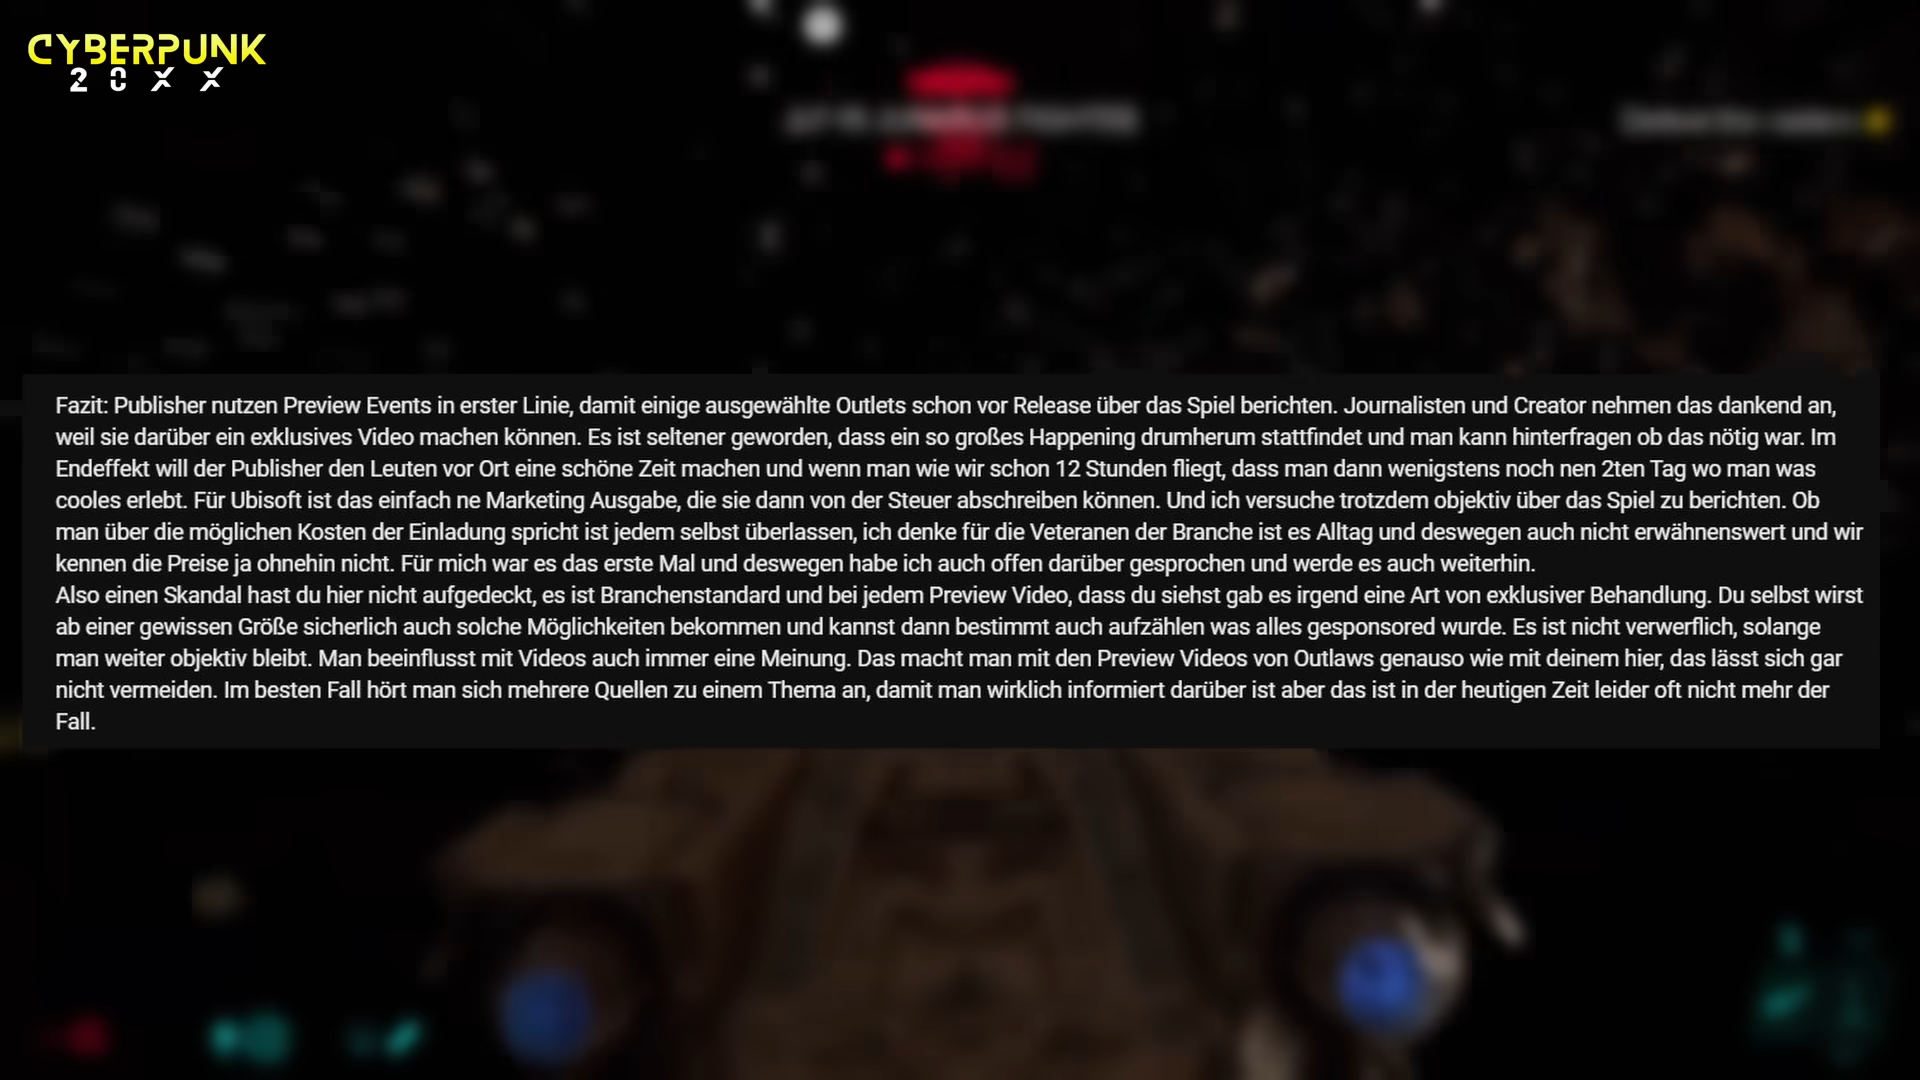 CYBERPUNK
20XX
Fazit: Publisher nutzen Preview Events in erster Linie, damit einige ausgewählte Outlets schon vor Release über das Spiel berichten. Journalisten und Creator nehmen das dankend an,
weil sie darüber ein exklusives Video machen können. Es ist seltener geworden, dass ein so großes Happening drumherum stattfindet und man kann hinterfragen ob das nötig war. Im
Endeffekt will der Publisher den Leuten vor Ort eine schöne Zeit machen und wenn man wie wir schon 12 Stunden fliegt, dass man dann wenigstens noch nen 2ten Tag wo man was
cooles erlebt. Für Ubisoft ist das einfach ne Marketing Ausgabe, die sie dann von der Steuer abschreiben können. Und ich versuche trotzdem objektiv über das Spiel zu berichten. Ob
man über die möglichen Kosten der Einladung spricht ist jedem selbst überlassen, ich denke für die Veteranen der Branche ist es Alltag und deswegen auch nicht erwähnenswert und wir
kennen die Preise ja ohnehin nicht. Für mich war es das erste Mal und deswegen habe ich auch offen darüber gesprochen und werde es auch weiterhin.
Also einen Skandal hast du hier nicht aufgedeckt, es ist Branchenstandard und bei jedem Preview Video, dass du siehst gab es irgend eine Art von exklusiver Behandlung. Du selbst wirst
ab einer gewissen Größe sicherlich auch solche Möglichkeiten bekommen und kannst dann bestimmt auch aufzählen was alles gesponsored wurde. Es ist nicht verwerflich, solange
man weiter objektiv bleibt. Man beeinflusst mit Videos auch immer eine Meinung. Das macht man mit den Preview Videos von Outlaws genauso wie mit deinem hier, das lässt sich gar
nicht vermeiden. Im besten Fall hört man sich mehrere Quellen zu einem Thema an, damit man wirklich informiert darüber ist aber das ist in der heutigen Zeit leider oft nicht mehr der
Fall.